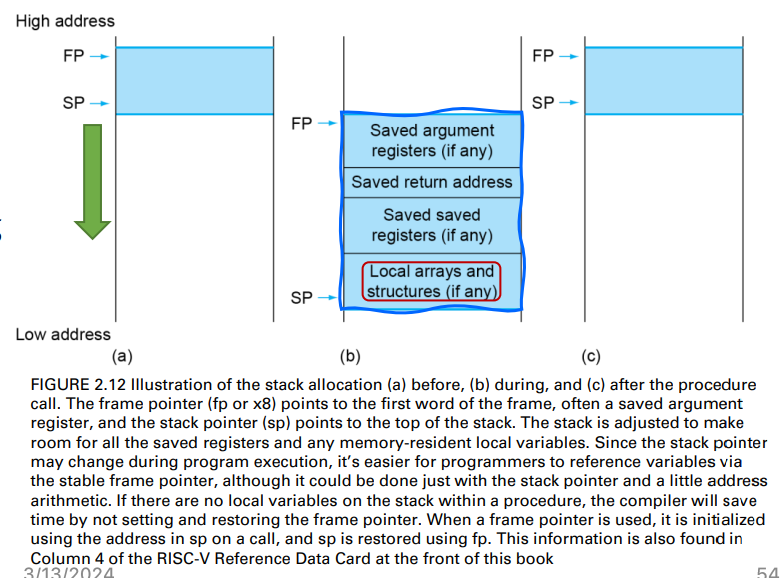 High address
FP
SP
FP
Saved argument
registers (if any)
Saved return address
Saved saved
registers (if any)
Local arrays and
structures (if any)
SP
FP
SP
Low address
(a)
(b)
(c)
FIGURE 2.12 Illustration of the stack allocation (a) before, (b) during, and (c) after the procedure
call. The frame pointer (fp or x8) points to the first word of the frame, often a saved argument
register, and the stack pointer (sp) points to the top of the stack. The stack is adjusted to make
room for all the saved registers and any memory-resident local variables. Since the stack pointer
may change during program execution, it's easier for programmers to reference variables via
the stable frame pointer, although it could be done just with the stack pointer and a little address
arithmetic. If there are no local variables on the stack within a procedure, the compiler will save
time by not setting and restoring the frame pointer. When a frame pointer is used, it is initialized
using the address in sp on a call, and sp is restored using fp. This information is also found in
Column 4 of the RISC-V Reference Data Card at the front of this book
3/13/2024
54